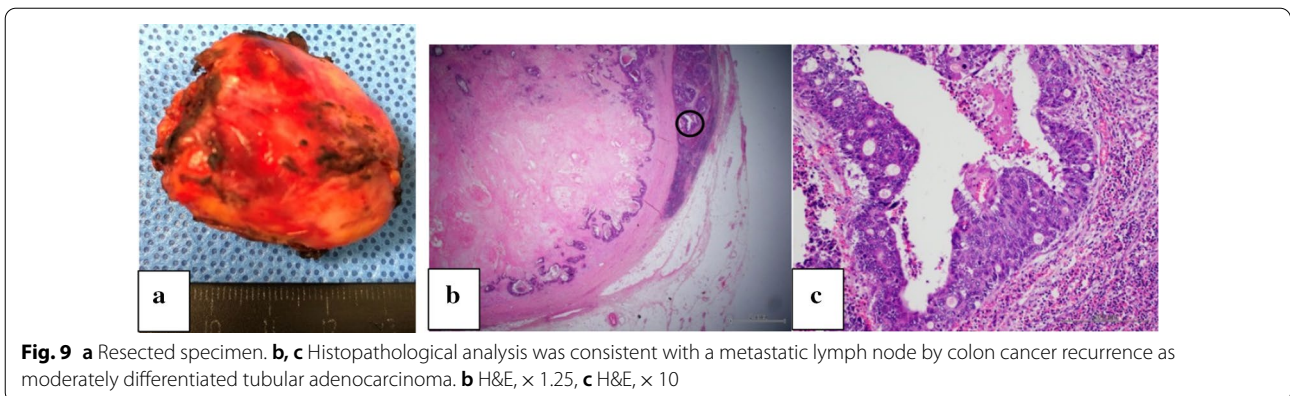 a
b
c
Fig. 9 a Resected specimen. b, c Histopathological analysis was consistent with a metastatic lymph node by colon cancer recurrence as
moderately differentiated tubular adenocarcinoma. b H&E, × 1.25, c H&E, × 10